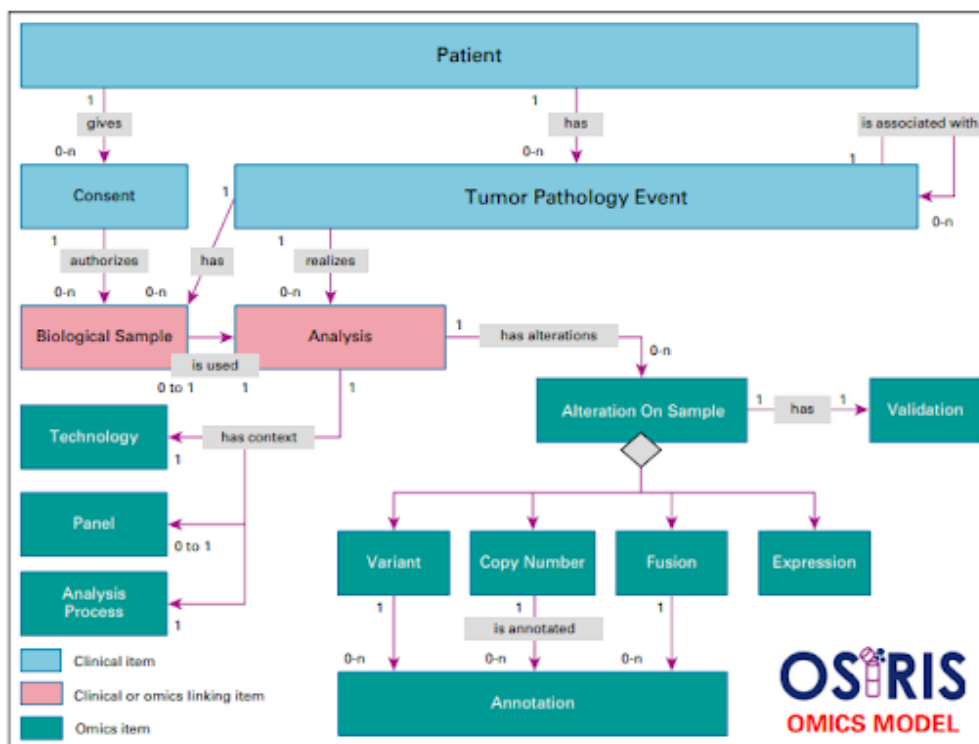 Patient
1
1
gives
has
is associated with
0-n
0-n
1
Consent
1
Tumor Pathology Event
0-n
1
1
authorizes
has
realizes
0-n
0-n
0-n
Biological Sample
Analysis
1
has alterations
is used
0-n
0 to 1
1
1
Alteration On Sample
1
has
1
Validation
Technology
has context
1
Panel
0 to 1
Variant
Copy Number
Fusion
Expression
Analysis
Process
1
1
1
1
is annotated
0-n
0-n
0-n
Annotation
Clinical item
Clinical or omics linking item
Omics item
OSIRIS
OMICS MODEL